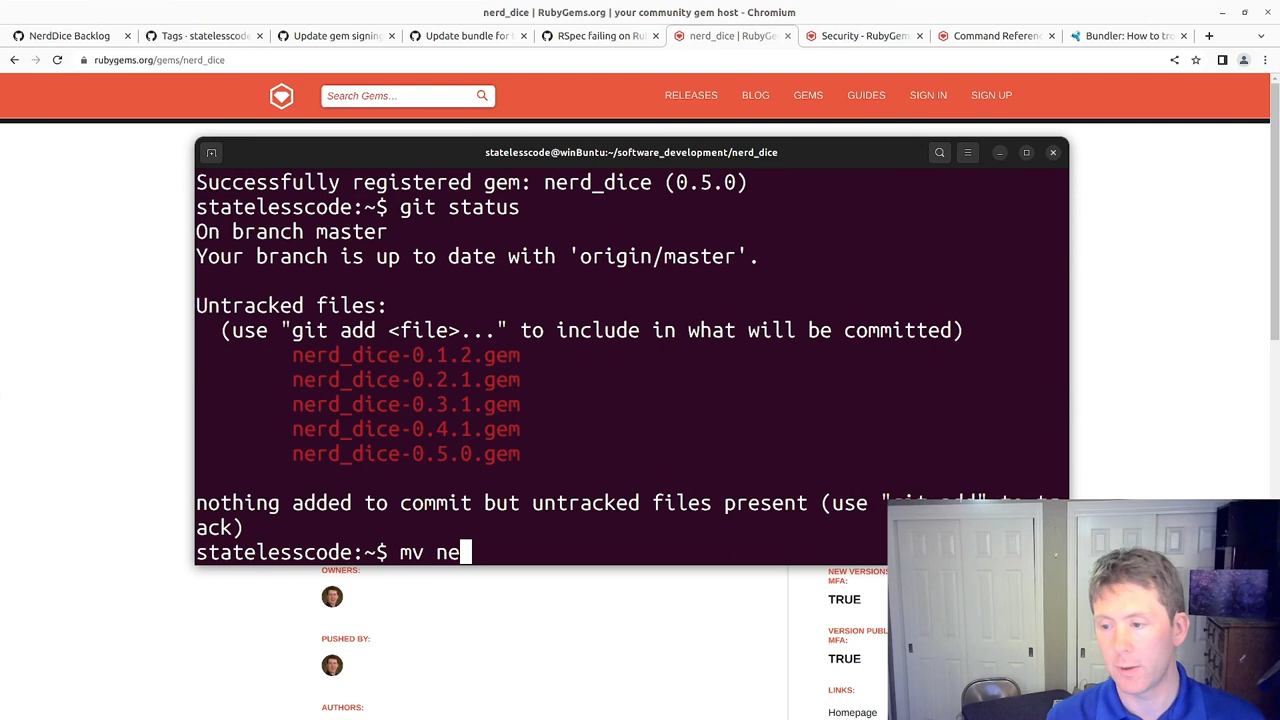 nerd_dice | RubyGems.org | your community gem host - Chromium
NerdDice Backlog
Tags · statelesscode
Update gem signing
Update bundle for t
RSpec failing on Ru
nerd_dice | RubyGe
Security - RubyGem
Command Referenc
Bundler: How to tro
rubygems.org/gems/nerd_dice
Search Gems…
RELEASES BLOG GEMS GUIDES SIGN IN SIGN UP
statelesscode@winBuntu:~/software_development/nerd_dice
Successfully registered gem: nerd_dice (0.5.0)
statelesscode:~$ git status
On branch master
Your branch is up to date with 'origin/master'.
Untracked files:
(use "git add <file>..." to include in what will be committed)
nerd_dice-0.1.2.gem
nerd_dice-0.2.1.gem
nerd_dice-0.3.1.gem
nerd_dice-0.4.1.gem
nerd_dice-0.5.0.gem
nothing added to commit but untracked files present (use "git add" to tr
ack)
statelesscode:~$ mv ne
OWNERS:
PUSHED BY:
AUTHORS:
NEW VERSIONS
MFA:
TRUE
VERSION PUBL
MFA:
TRUE
LINKS:
Homepage